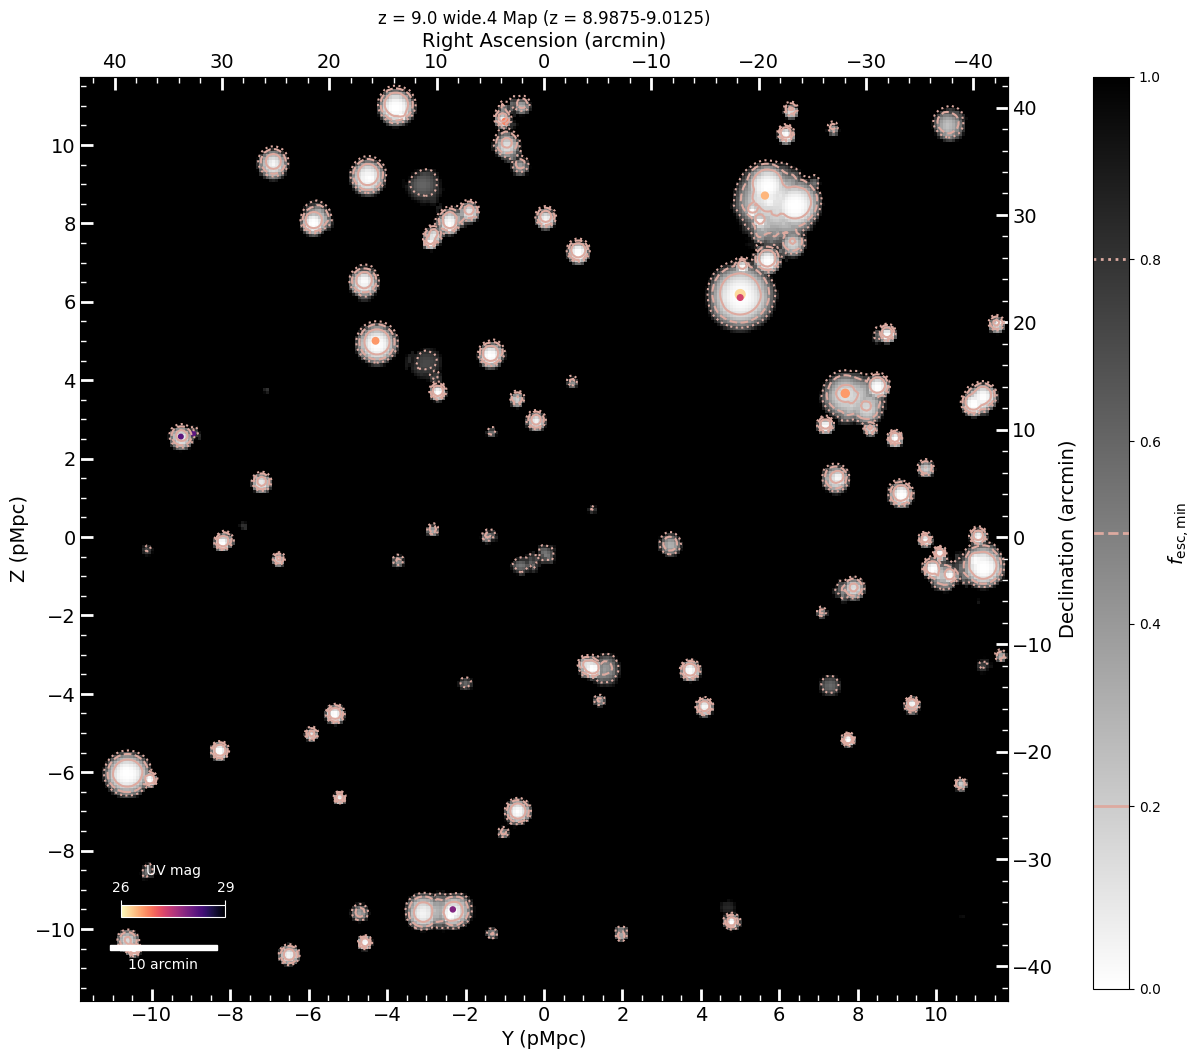 z = 9.0 wide.4 Map (z = 8.9875-9.0125)
Right Ascension (arcmin)
40 30 20 10 0 −10 −20 −30 −40
10
8
6
4
2
0
−2
−4
−6
−8
−10
Z (pMpc)
40
30
20
10
0
−10
−20
−30
−40
Declination (arcmin)
UV mag
26 29
10 arcmin
−10 −8 −6 −4 −2 0 2 4 6 8 10
Y (pMpc)
1.0
0.8
0.6
0.4
0.2
0.0
fesc,min